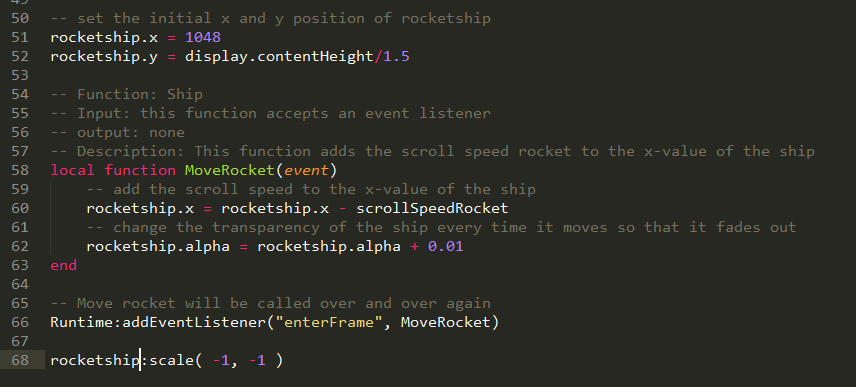 50 -- set the initial x and y position of rocketship
51 rocketship.x = 1048
52 rocketship.y = display.contentHeight/1.5
53
54 -- Function: Ship
55 -- Input: this function accepts an event listener
56 -- output: none
57 -- Description: This function adds the scroll speed rocket to the x-value of the ship
58 local function MoveRocket(event)
59     -- add the scroll speed to the x-value of the ship
60     rocketship.x = rocketship.x - scrollSpeedRocket
61     -- change the transparency of the ship every time it moves so that it fades out
62     rocketship.alpha = rocketship.alpha + 0.01
63 end
64
65 -- Move rocket will be called over and over again
66 Runtime:addEventListener("enterFrame", MoveRocket)
67
68 rocketship:scale( -1, -1 )